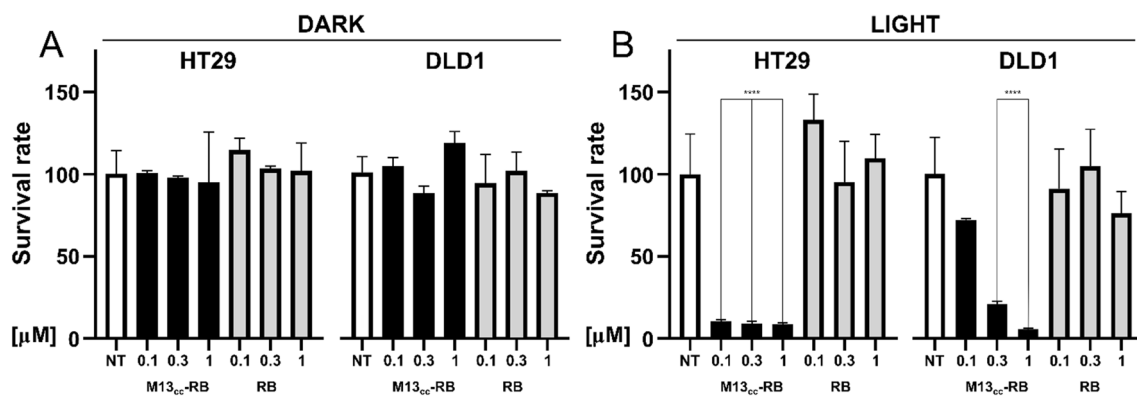 A
DARK
HT29
DLD1
Survival rate
150
100
50
0
[μM]
NT 0.1 0.3 1 0.1 0.3 1
M13cc-RB RB
NT 0.1 0.3 1 0.1 0.3 1
M13cc-RB RB
B
LIGHT
HT29
DLD1
Survival rate
150
100
50
0
[μM]
****
****
NT 0.1 0.3 1 0.1 0.3 1
M13cc-RB RB
NT 0.1 0.3 1 0.1 0.3 1
M13cc-RB RB